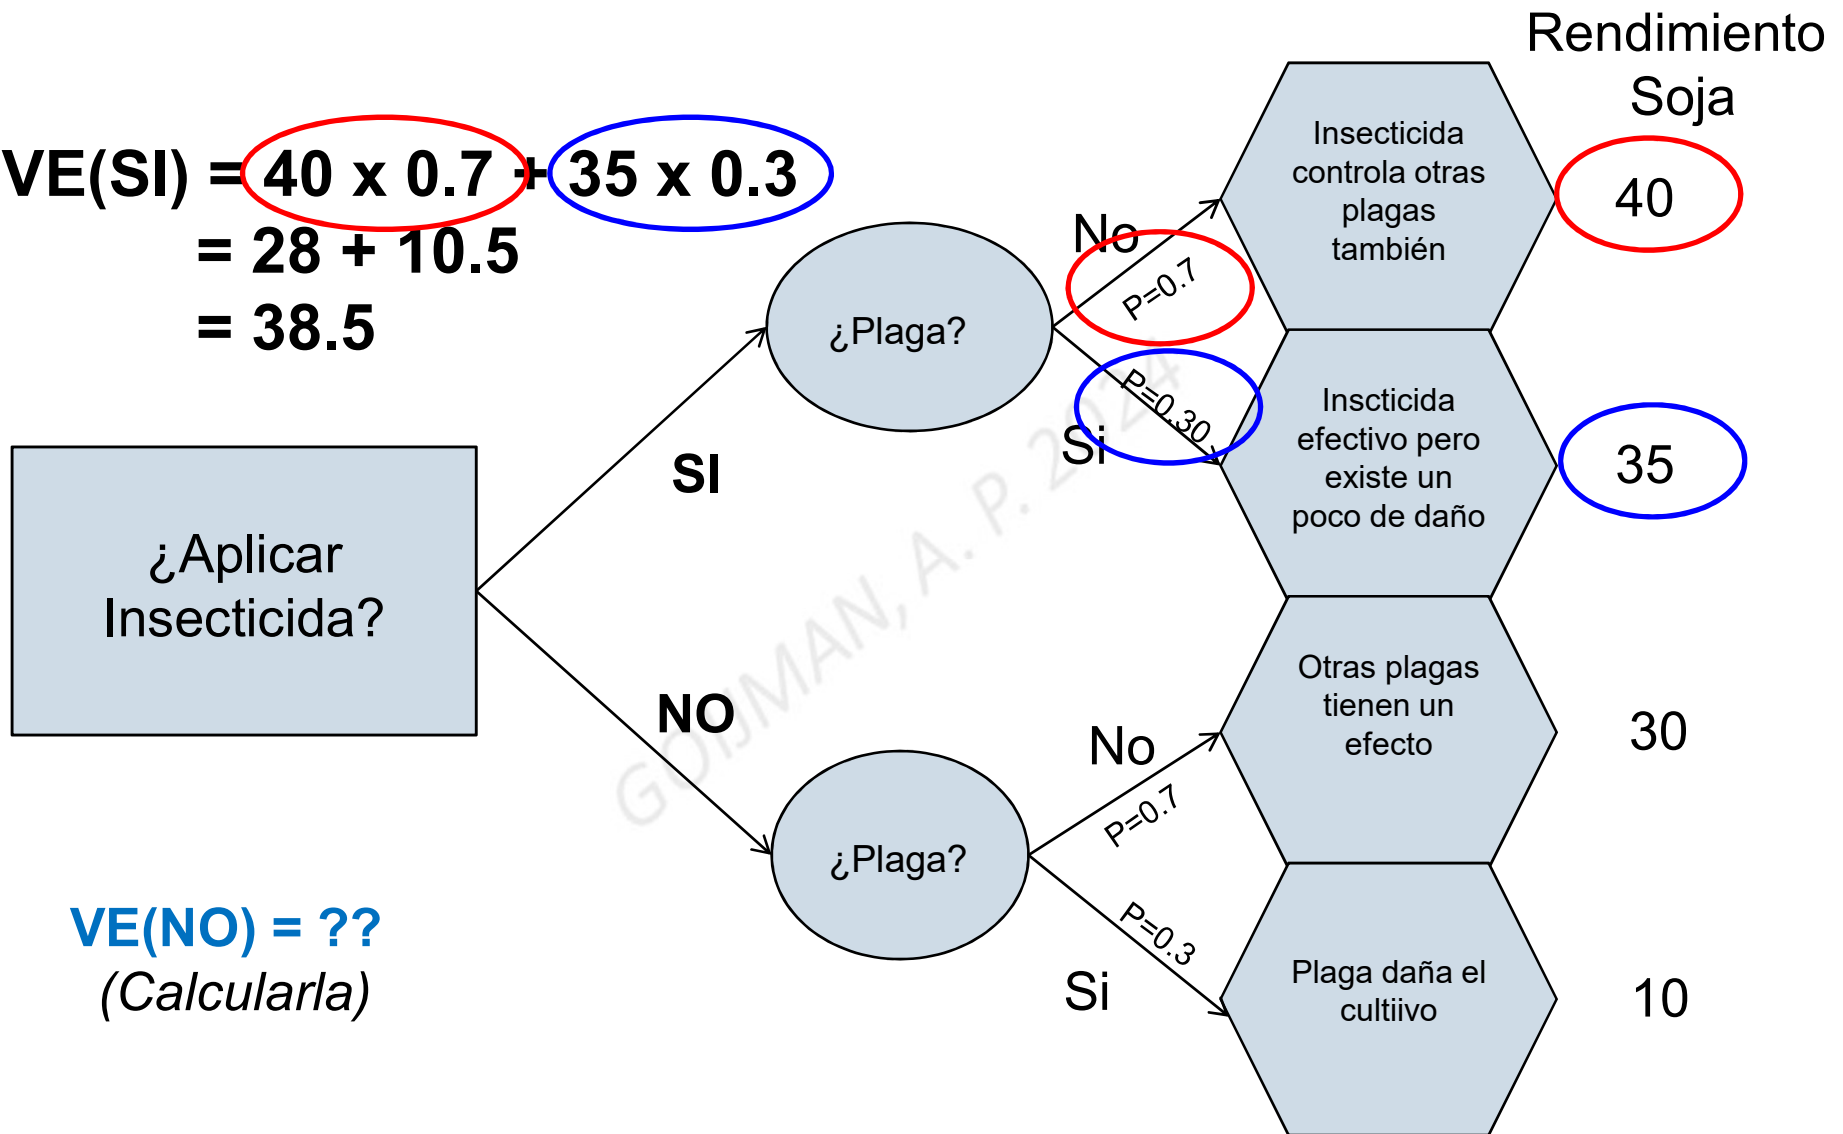 Rendimiento
Soja
VE(SI) = 40 x 0.7 + 35 x 0.3
= 28 + 10.5
= 38.5
¿Aplicar
Insecticida?
SI
NO
¿Plaga?
No
P=0.7
P=0.30
Si
Insecticida
controla otras
plagas
también
40
Inscticida
efectivo pero
existe un
poco de daño
35
¿Plaga?
No
P=0.7
P=0.3
Si
Otras plagas
tienen un
efecto
30
Plaga daña el
cultiivo
10
VE(NO) = ??
(Calcularla)
GOIJMAN, A. P. 2024